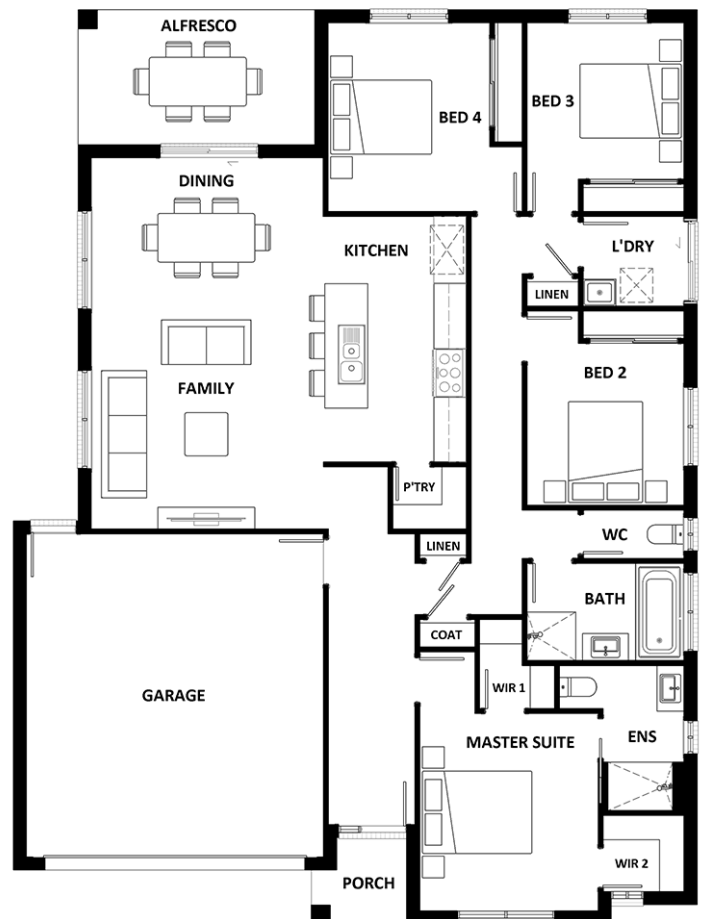 ALFRESCO
BED 4
BED 3
DINING
KITCHEN
L'DRY
LINEN
FAMILY
BED 2
P'TRY
WC
LINEN
BATH
COAT
WIR 1
GARAGE
MASTER SUITE
ENS
WIR 2
PORCH